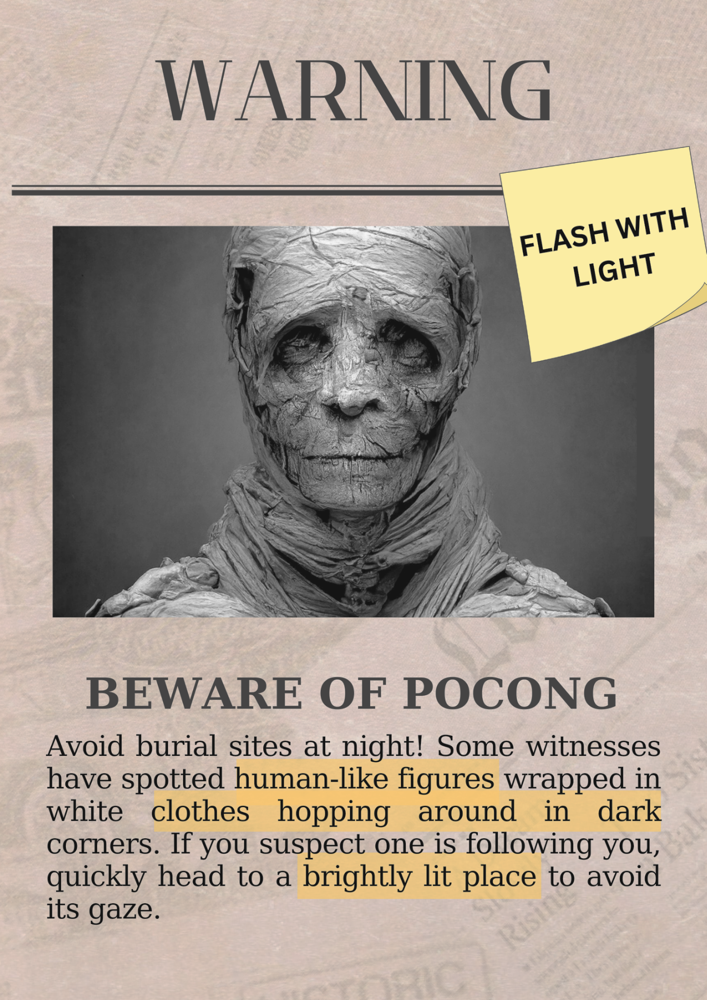 WARNING
FLASH WITH
LIGHT
BEWARE OF POCONG
Avoid burial sites at night! Some witnesses
have spotted human-like figures wrapped in
white clothes hopping around in dark
corners. If you suspect one is following you,
quickly head to a brightly lit place to avoid
its gaze.
Rising